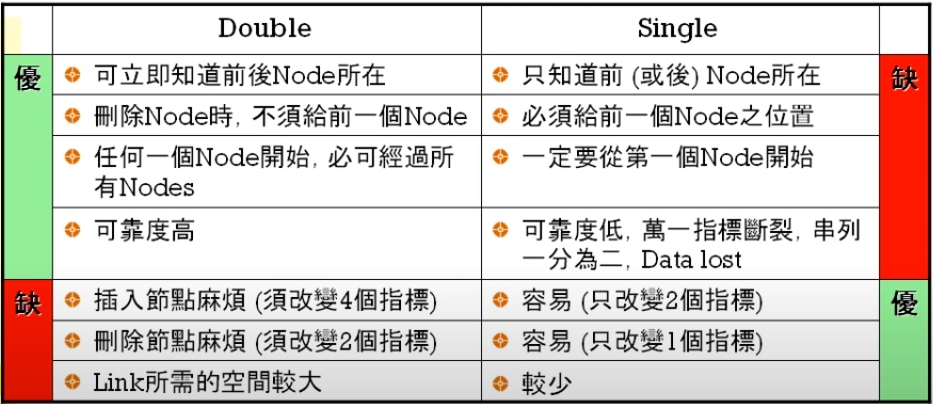 Double
Single
優
可立即知道前後Node所在
只知道前 (或後) Node所在
缺
刪除Node時, 不須給前一個Node
必須給前一個Node之位置
任何一個Node開始, 必可經過所
有Nodes
一定要從第一個Node開始
可靠度高
可靠度低, 萬一指標斷裂, 串列
一分為二, Data lost
缺
插入節點麻煩 (須改變4個指標)
容易 (只改變2個指標)
優
刪除節點麻煩 (須改變2個指標)
容易 (只改變1個指標)
Link所需的空間較大
較少